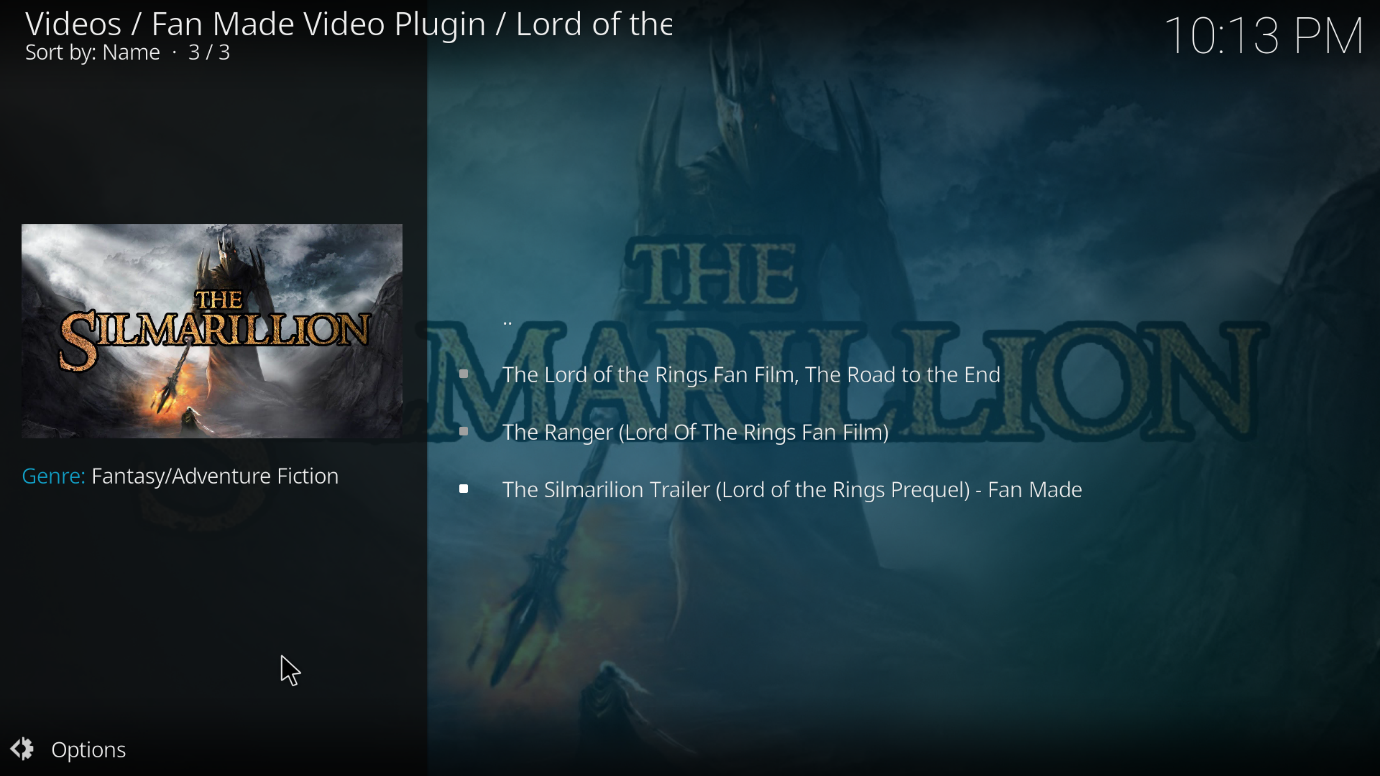 Videos / Fan Made Video Plugin / Lord of the
Sort by: Name · 3 / 3
10:13 PM
THE
SILMARILLION
Genre: Fantasy/Adventure Fiction
THE
MARILLION
..
The Lord of the Rings Fan Film, The Road to the End
The Ranger (Lord Of The Rings Fan Film)
The Silmarilion Trailer (Lord of the Rings Prequel) - Fan Made
Options